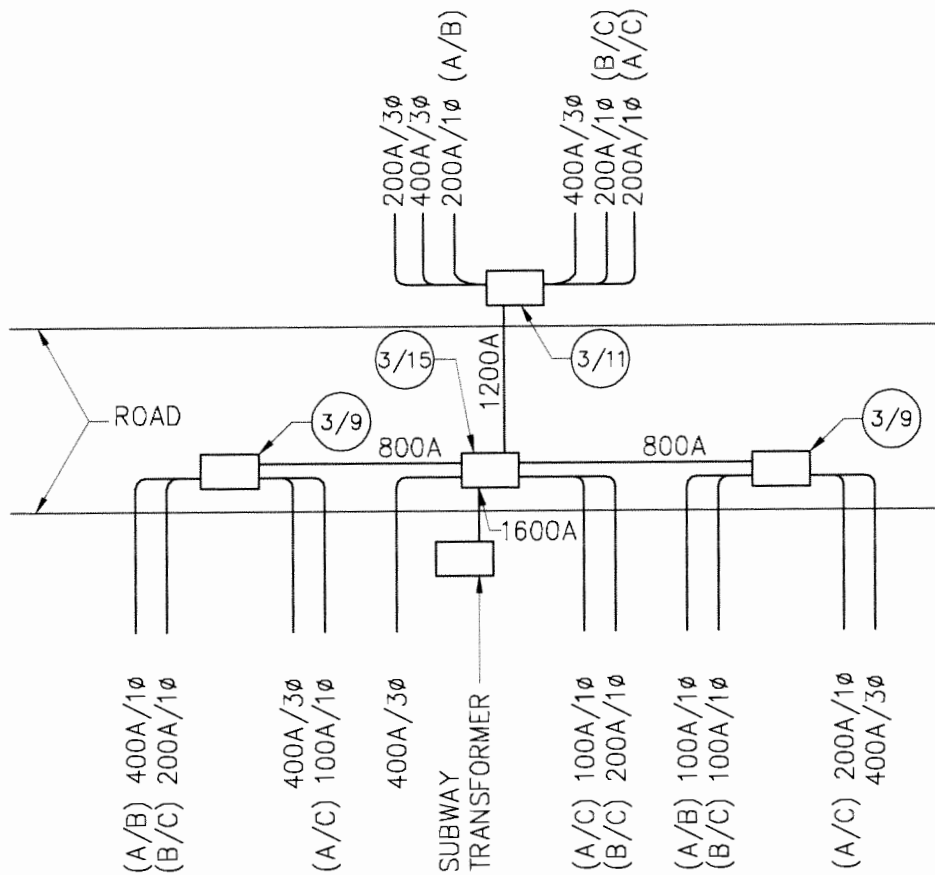 200A/3ø
400A/3ø
200A/1ø (A/B)
400A/3ø
200A/1ø (B/C)
200A/1ø (A/C)
3/15
1200A
3/11
ROAD
3/9
800A
800A
3/9
1600A
(A/B) 400A/1ø
(B/C) 200A/1ø
400A/3ø
(A/C) 100A/1ø
400A/3ø
SUBWAY
TRANSFORMER
(A/C) 100A/1ø
(B/C) 200A/1ø
(A/B) 100A/1ø
(B/C) 100A/1ø
(A/C) 200A/1ø
400A/3ø